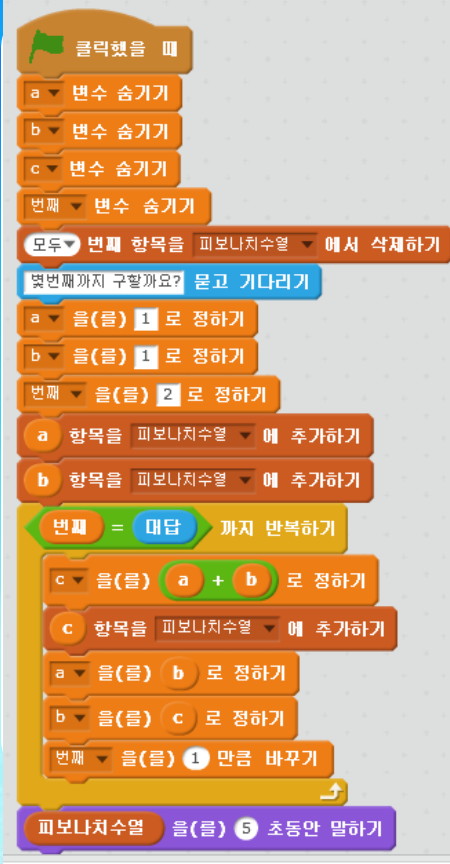 클릭했을 때
a 변수 숨기기
b 변수 숨기기
c 변수 숨기기
번째 변수 숨기기
모두 번째 항목을 피보나치수열 에서 삭제하기
몇번째까지 구할까요? 묻고 기다리기
a 을(를) 1 로 정하기
b 을(를) 1 로 정하기
번째 을(를) 2 로 정하기
a 항목을 피보나치수열 에 추가하기
b 항목을 피보나치수열 에 추가하기
번째 = 대답 까지 반복하기
c 을(를) a + b 로 정하기
c 항목을 피보나치수열 에 추가하기
a 을(를) b 로 정하기
b 을(를) c 로 정하기
번째 을(를) 1 만큼 바꾸기
피보나치수열 을(를) 5 초동안 말하기